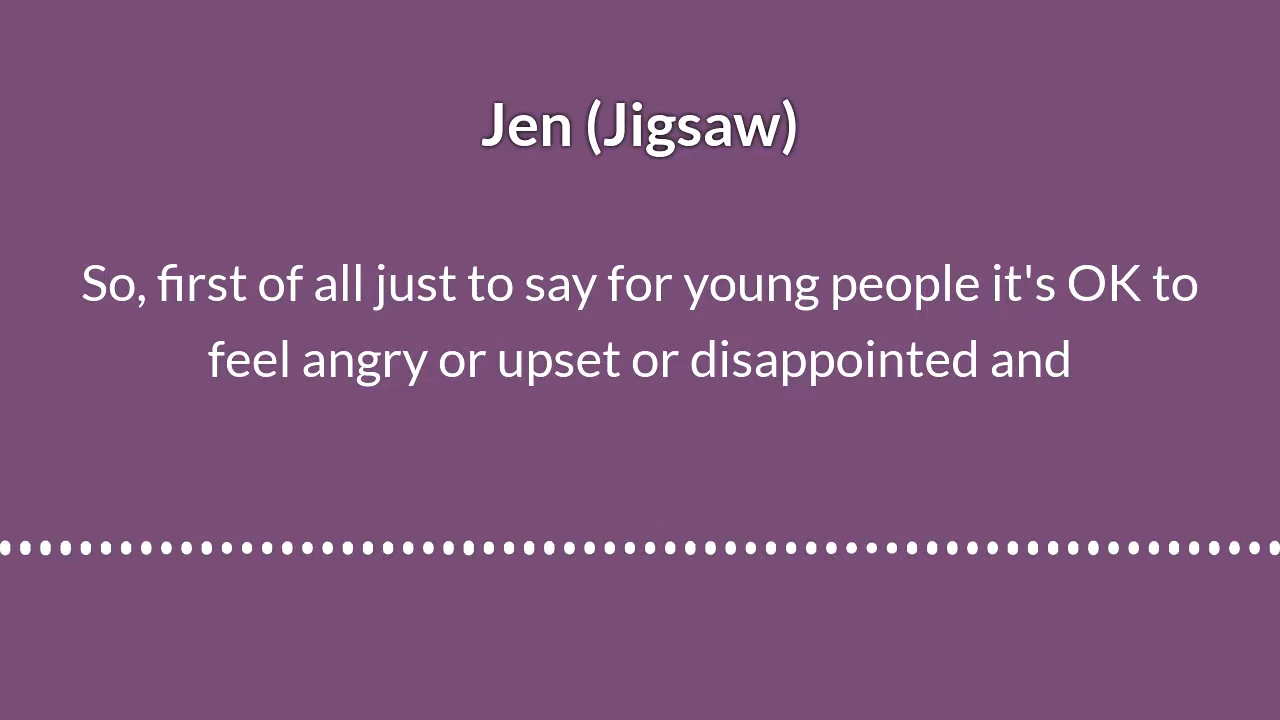 Jen (Jigsaw)
So, first of all just to say for young people it's OK to
feel angry or upset or disappointed and